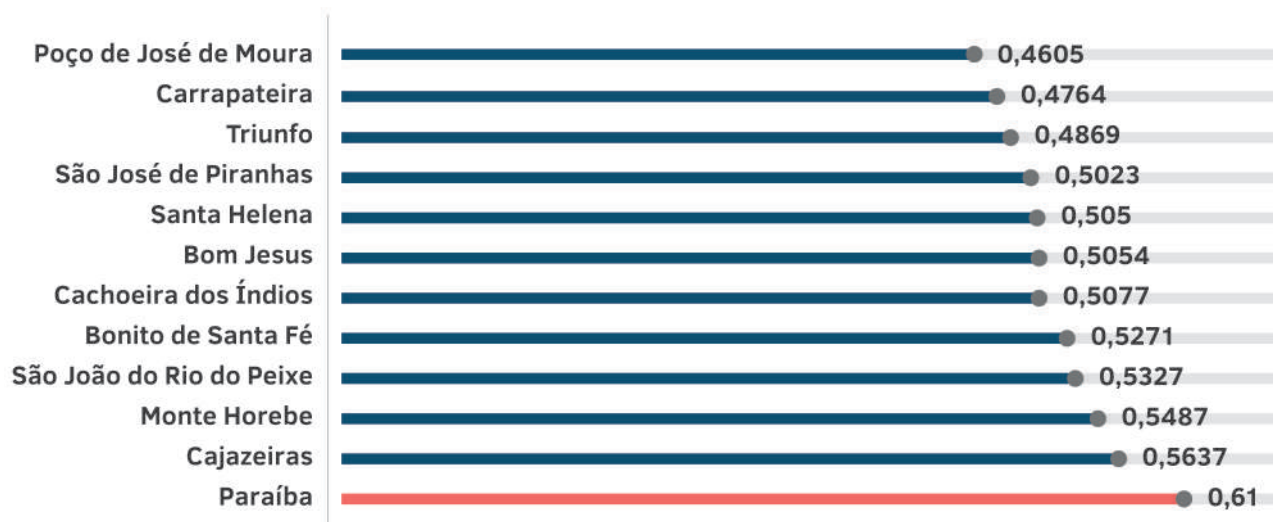 Poço de José de Moura 0,4605
Carrapateira 0,4764
Triunfo 0,4869
São José de Piranhas 0,5023
Santa Helena 0,505
Bom Jesus 0,5054
Cachoeira dos Índios 0,5077
Bonito de Santa Fé 0,5271
São João do Rio do Peixe 0,5327
Monte Horebe 0,5487
Cajazeiras 0,5637
Paraíba 0,61